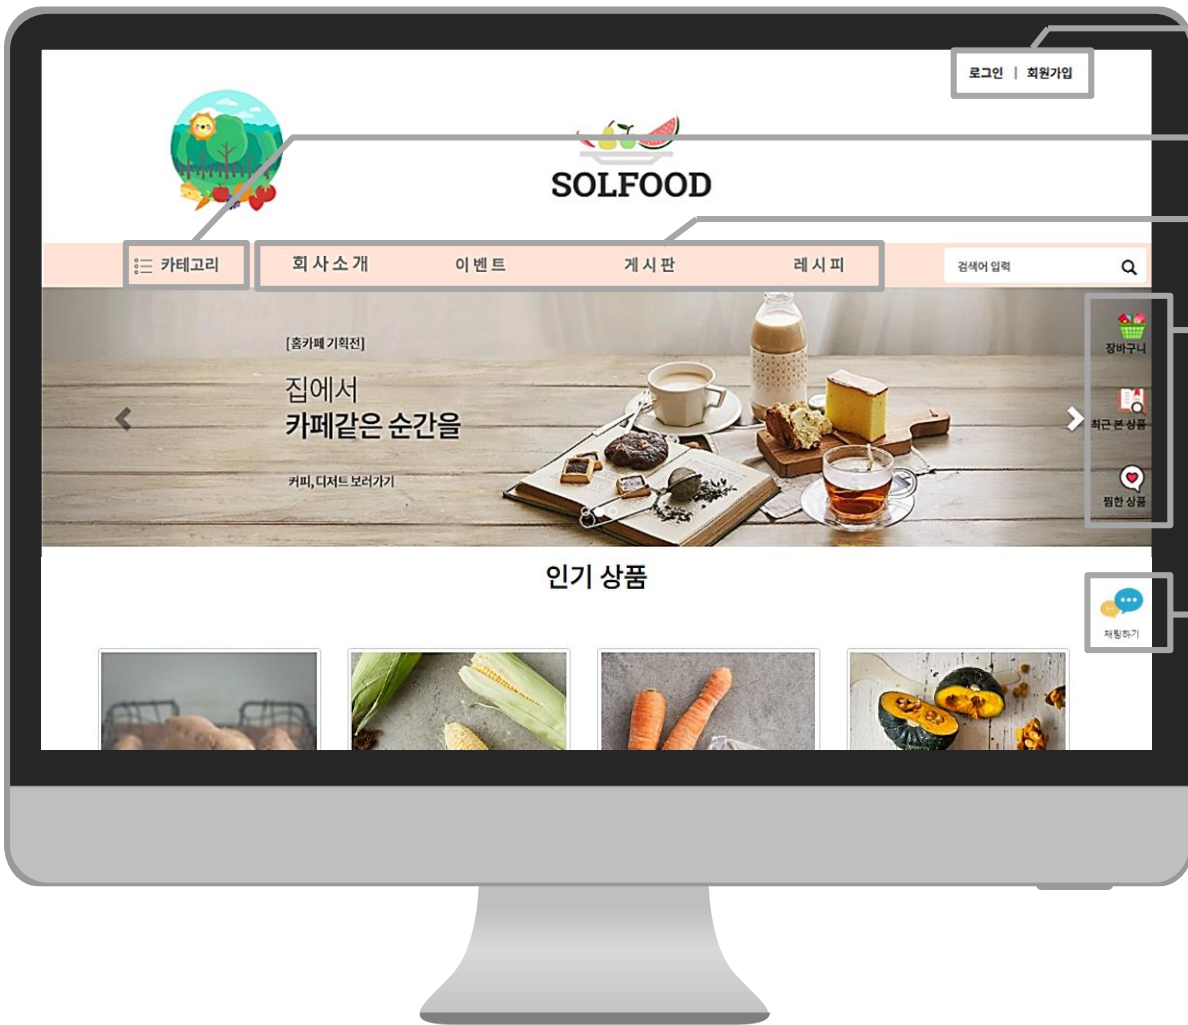 로그인 | 회원가입
SOLFOOD
카테고리
회사소개
이벤트
게시판
레시피
검색어 입력
[홈카페 기획전]
집에서
카페같은 순간을
커피, 디저트 보러가기
장바구니
최근 본 상품
찜한 상품
인기 상품
채팅하기